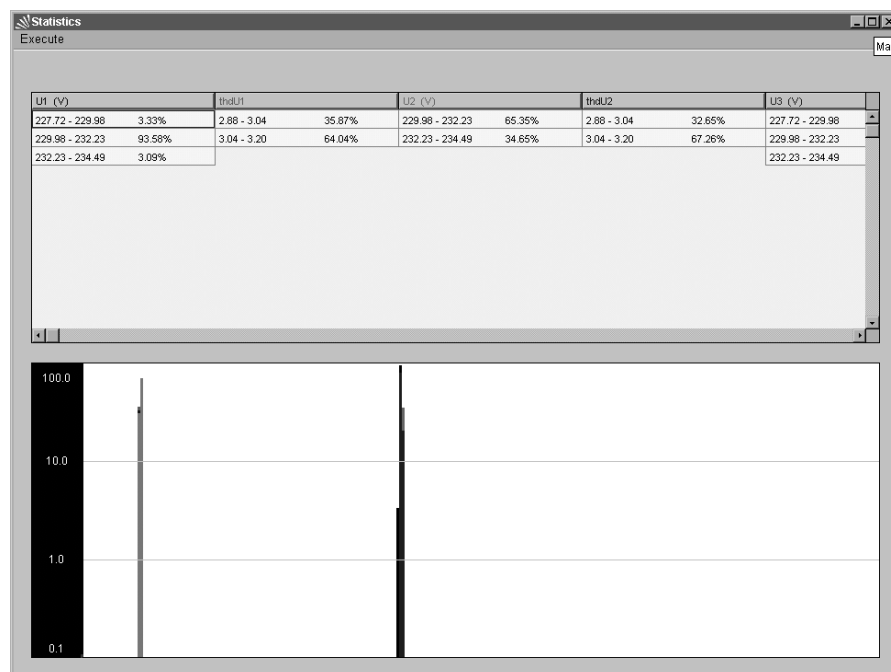 Statistics
Execute
Ma
U1 (V) thdU1 U2 (V) thdU2 U3 (V)
227.72 - 229.98 3.33% 2.88 - 3.04 35.87% 229.98 - 232.23 65.35% 2.88 - 3.04 32.65% 227.72 - 229.98
229.98 - 232.23 93.58% 3.04 - 3.20 64.04% 232.23 - 234.49 34.65% 3.04 - 3.20 67.26% 229.98 - 232.23
232.23 - 234.49 3.09% 232.23 - 234.49
100.0
10.0
1.0
0.1